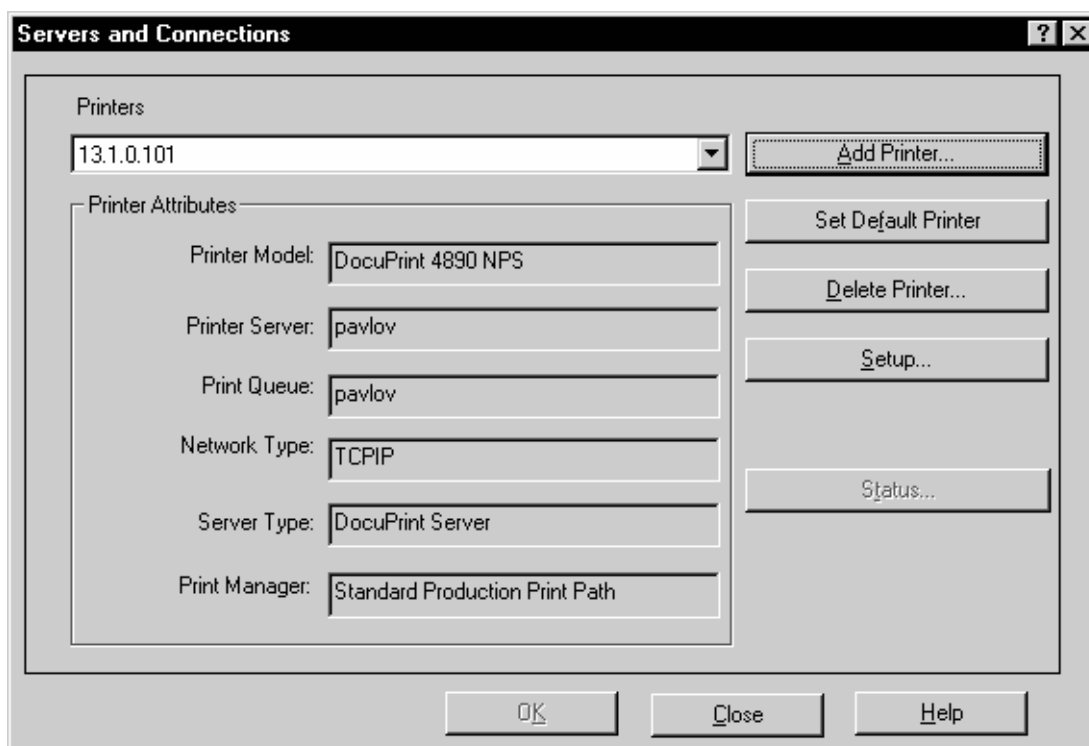 Servers and Connections
Printers
13.1.0.101
Add Printer...
Printer Attributes
Set Default Printer
Printer Model: DocuPrint 4890 NPS
Delete Printer...
Printer Server: pavlov
Setup...
Print Queue: pavlov
Network Type: TCPIP
Status...
Server Type: DocuPrint Server
Print Manager: Standard Production Print Path
OK Close Help